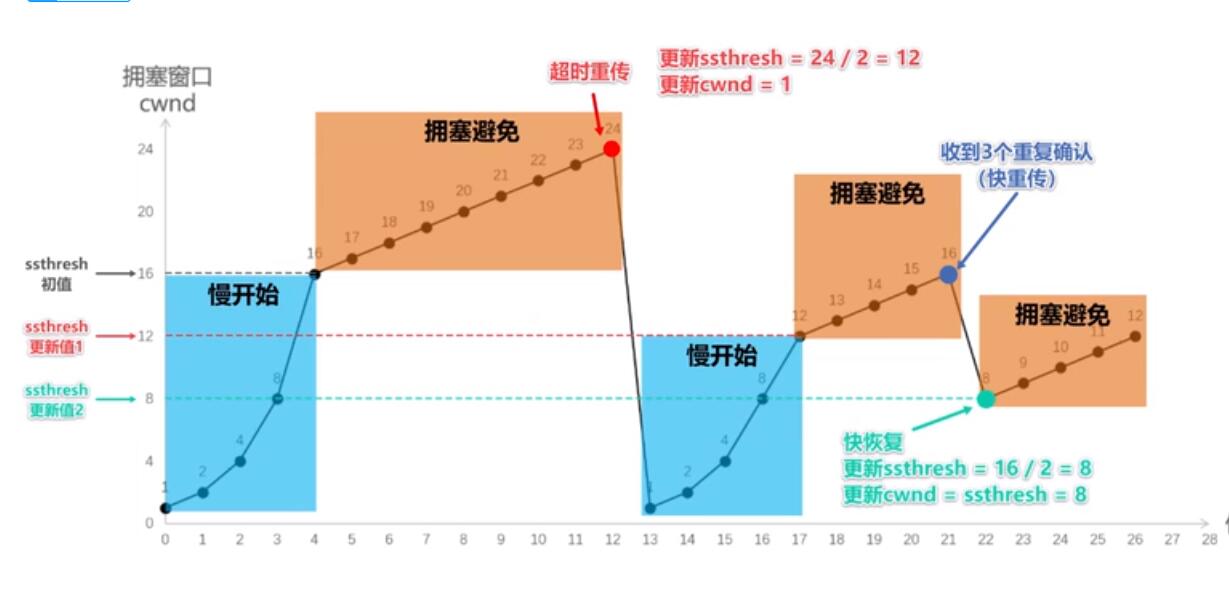 超时重传
更新ssthresh = 24 / 2 = 12
更新cwnd = 1
拥塞窗口
cwnd
拥塞避免
24
24
23
22
21
20
19
18
17
16
20
收到3个重复确认
(快重传)
拥塞避免
16
15
14
13
12
ssthresh
初值
16
慢开始
8
4
2
1
ssthresh
更新值1
12
慢开始
8
4
2
1
拥塞避免
12
11
10
9
8
ssthresh
更新值2
8
4
0
快恢复
更新ssthresh = 16 / 2 = 8
更新cwnd = ssthresh = 8
0 1 2 3 4 5 6 7 8 9 10 11 12 13 14 15 16 17 18 19 20 21 22 23 24 25 26 27 28